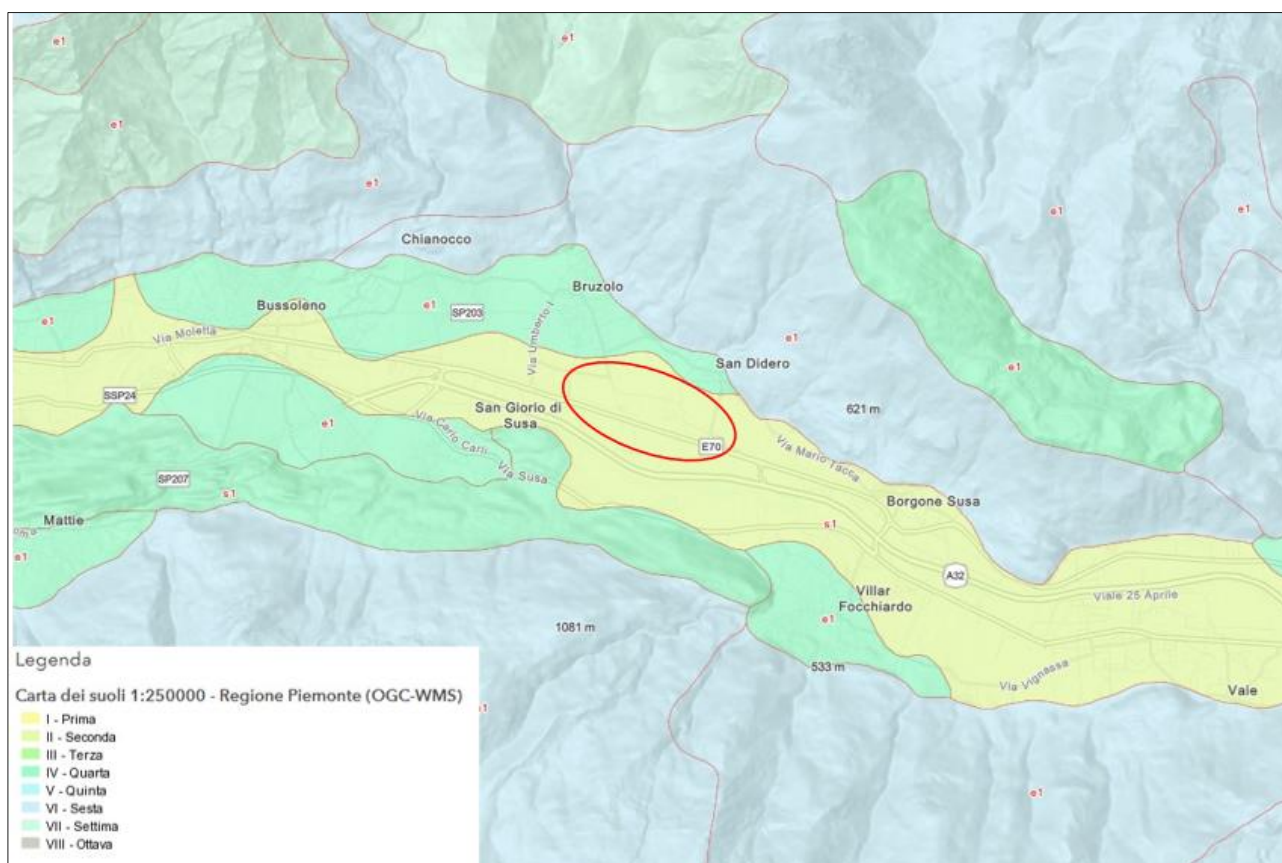 e1
e1
e1
e1
Chianocco
e1
e1
Bruzolo
Bussoleno
e1
SP203
e1
Via Moletta
Via Umberto I
San Didero
e1
e1
SSP24
San Giorio di
Susa
621 m
e1
Via Carlo Carli
E70
Via Mario Tacca
Via Susa
SP207
s1
Borgone Susa
Mattie
s1
e1
A32
Villar
Focchiardo
Viale 25 Aprile
1081 m
e1
533 m
Via Vignassa
Vale
e1
Legenda
Carta dei suoli 1:250000 - Regione Piemonte (OGC-WMS)
I - Prima
II - Seconda
III - Terza
IV - Quarta
V - Quinta
VI - Sesta
VII - Settima
VIII - Ottava